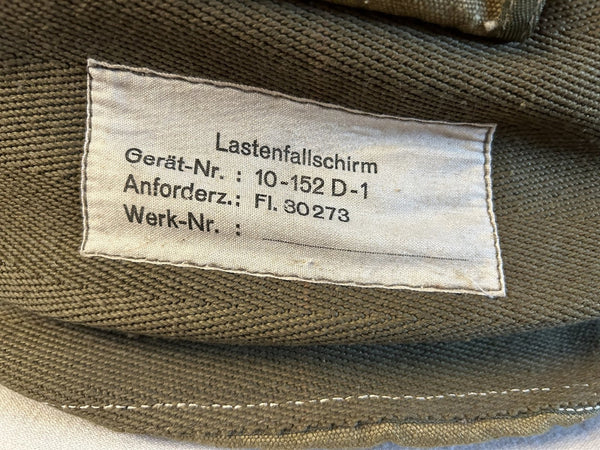 Lastenfallschirm
Gerät-Nr. : 10-152 D-1
Anforderz.: Fl. 30273
Werk-Nr. :